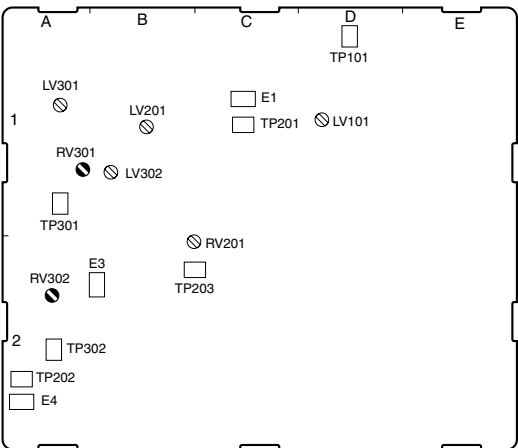 A B C D E
TP101
LV301
E1
LV201
1
TP201
LV101
RV301
LV302
TP301
RV201
E3
RV302
TP203
2
TP302
TP202
E4